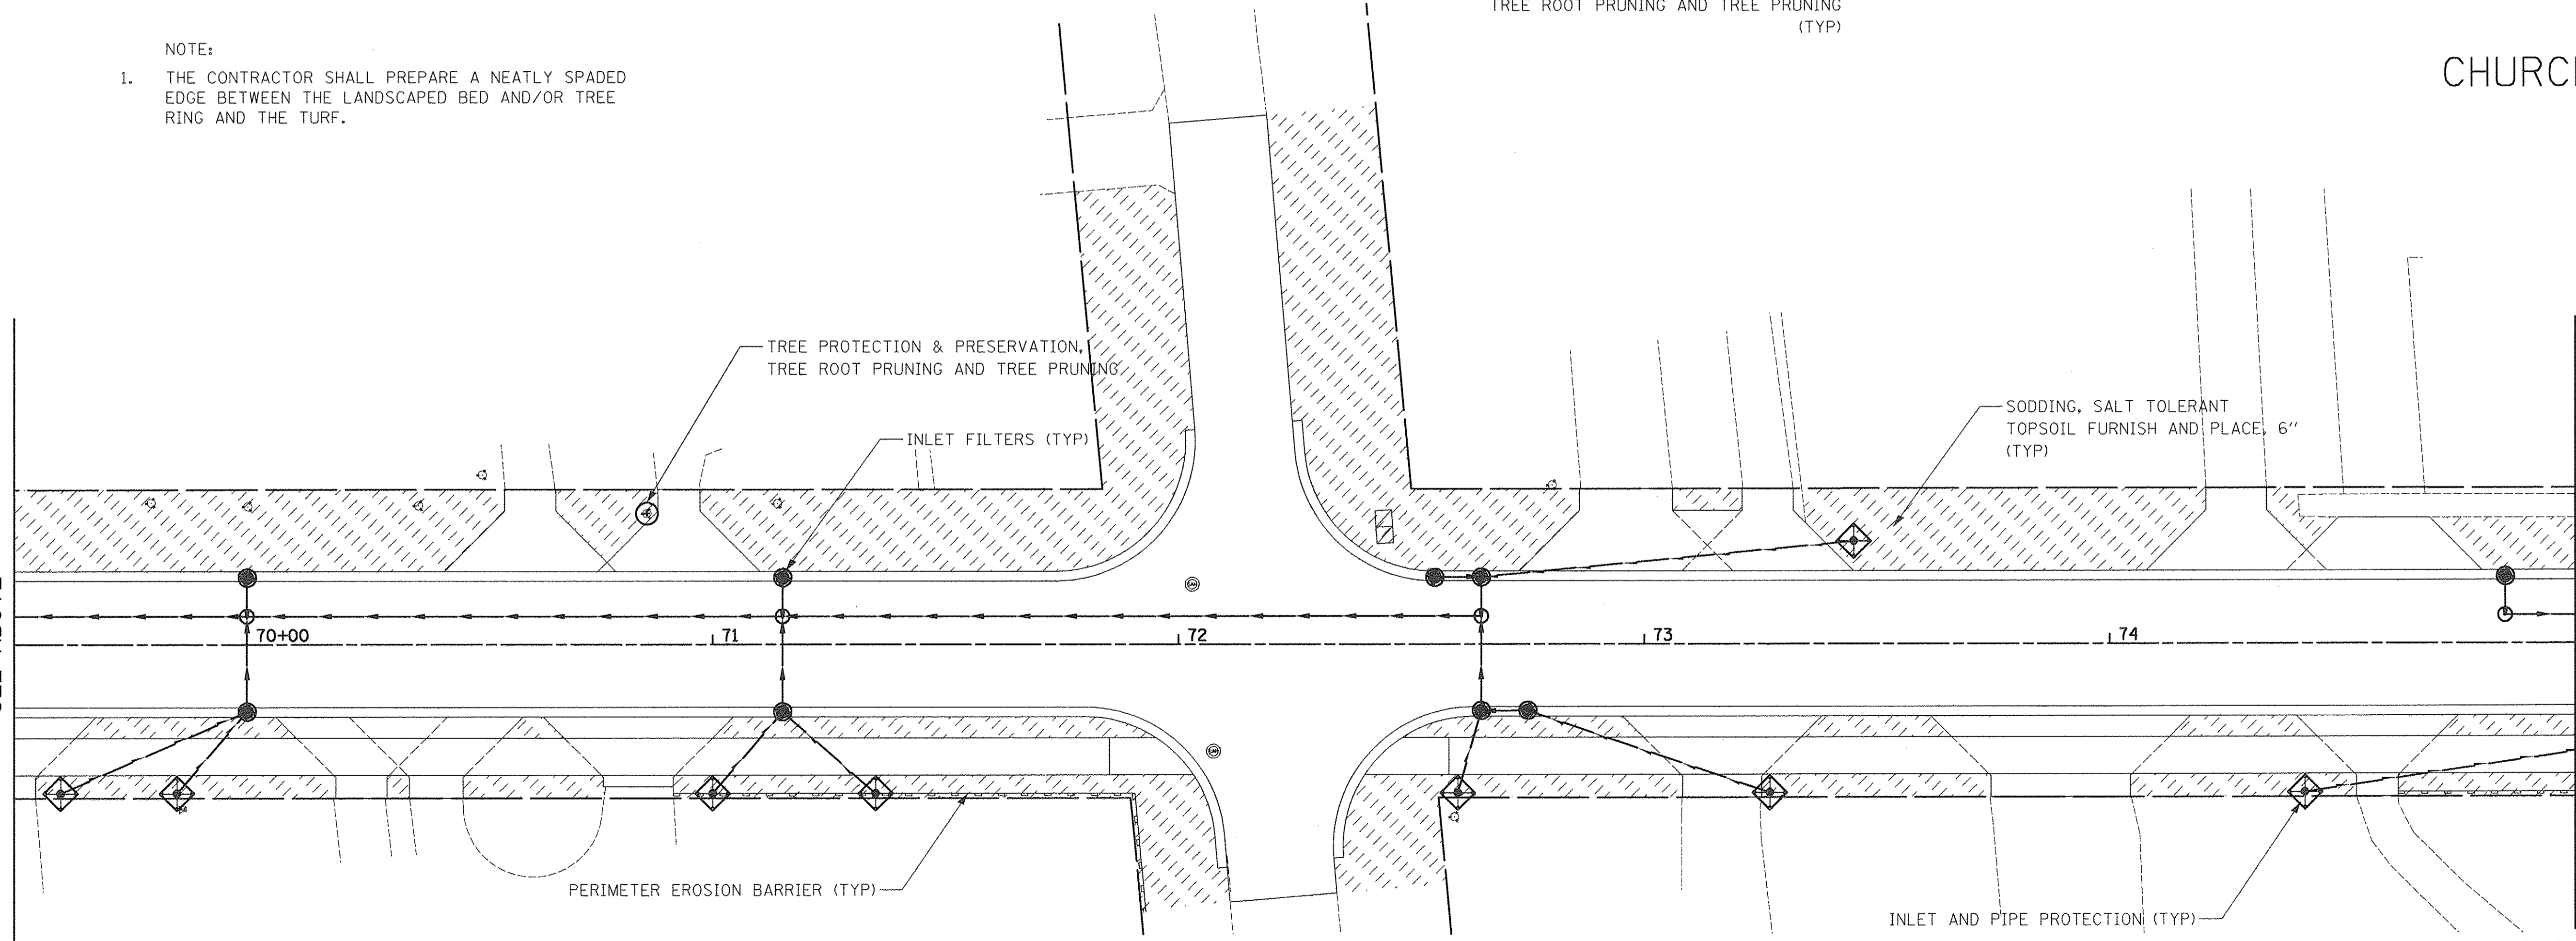 TREE ROOT PRUNING AND TREE PRUNING
(TYP)
NOTE:
1. THE CONTRACTOR SHALL PREPARE A NEATLY SPADED
EDGE BETWEEN THE LANDSCAPED BED AND/OR TREE
RING AND THE TURF.
TREE PROTECTION & PRESERVATION,
TREE ROOT PRUNING AND TREE PRUNING
INLET FILTERS (TYP)
SODDING, SALT TOLERANT
TOPSOIL FURNISH AND PLACE, 6"
(TYP)
70+00
71
72
73
74
PERIMETER EROSION BARRIER (TYP)
INLET AND PIPE PROTECTION (TYP)